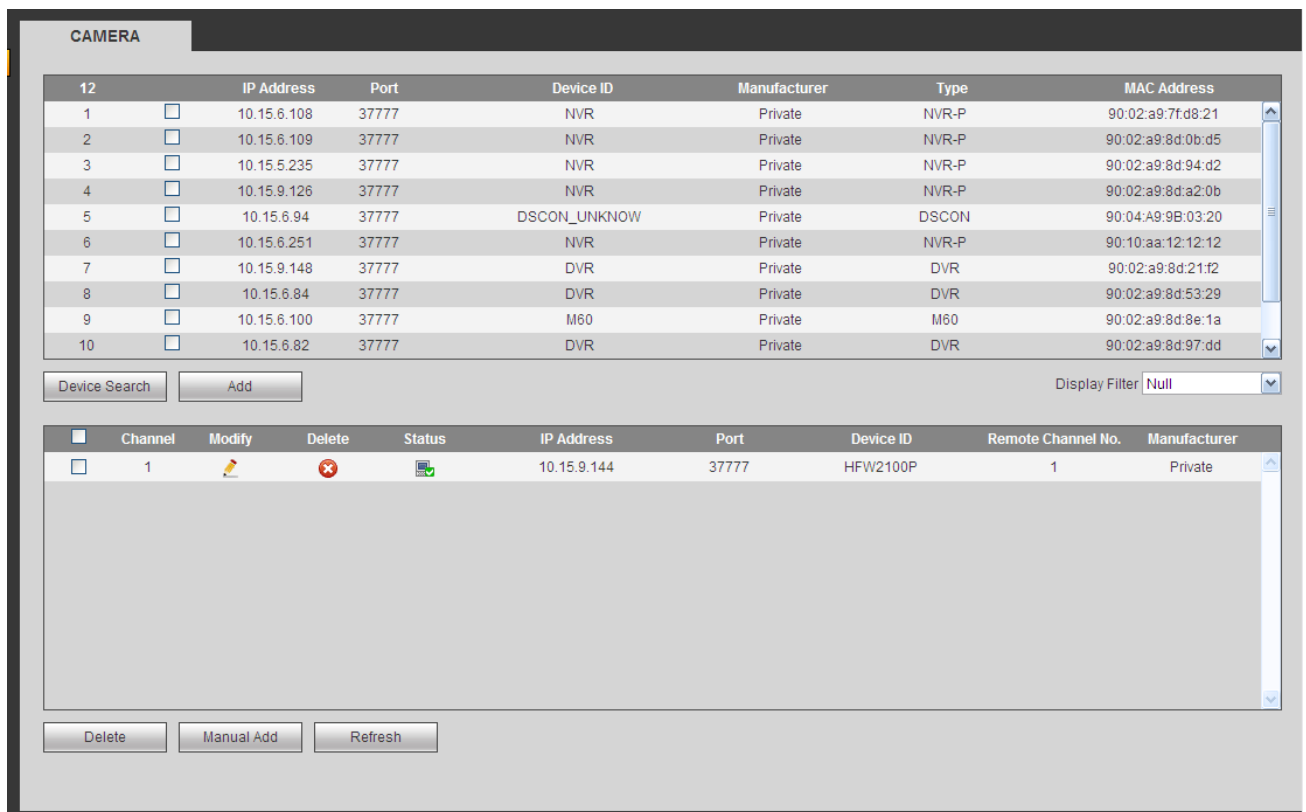 CAMERA
12 IP Address Port Device ID Manufacturer Type MAC Address
1 10.15.6.108 37777 NVR Private NVR-P 90:02:a9:7f:d8:21
2 10.15.6.109 37777 NVR Private NVR-P 90:02:a9:8d:0b:d5
3 10.15.5.235 37777 NVR Private NVR-P 90:02:a9:8d:94:d2
4 10.15.9.126 37777 NVR Private NVR-P 90:02:a9:8d:a2:0b
5 10.15.6.94 37777 DSCON_UNKNOW Private DSCON 90:04:A9:9B:03:20
6 10.15.6.251 37777 NVR Private NVR-P 90:10:aa:12:12:12
7 10.15.9.148 37777 DVR Private DVR 90:02:a9:8d:21:f2
8 10.15.6.84 37777 DVR Private DVR 90:02:a9:8d:53:29
9 10.15.6.100 37777 M60 Private M60 90:02:a9:8d:8e:1a
10 10.15.6.82 37777 DVR Private DVR 90:02:a9:8d:97:dd
Device Search Add Display Filter Null
Channel Modify Delete Status IP Address Port Device ID Remote Channel No. Manufacturer
1 10.15.9.144 37777 HFW2100P 1 Private
Delete Manual Add Refresh